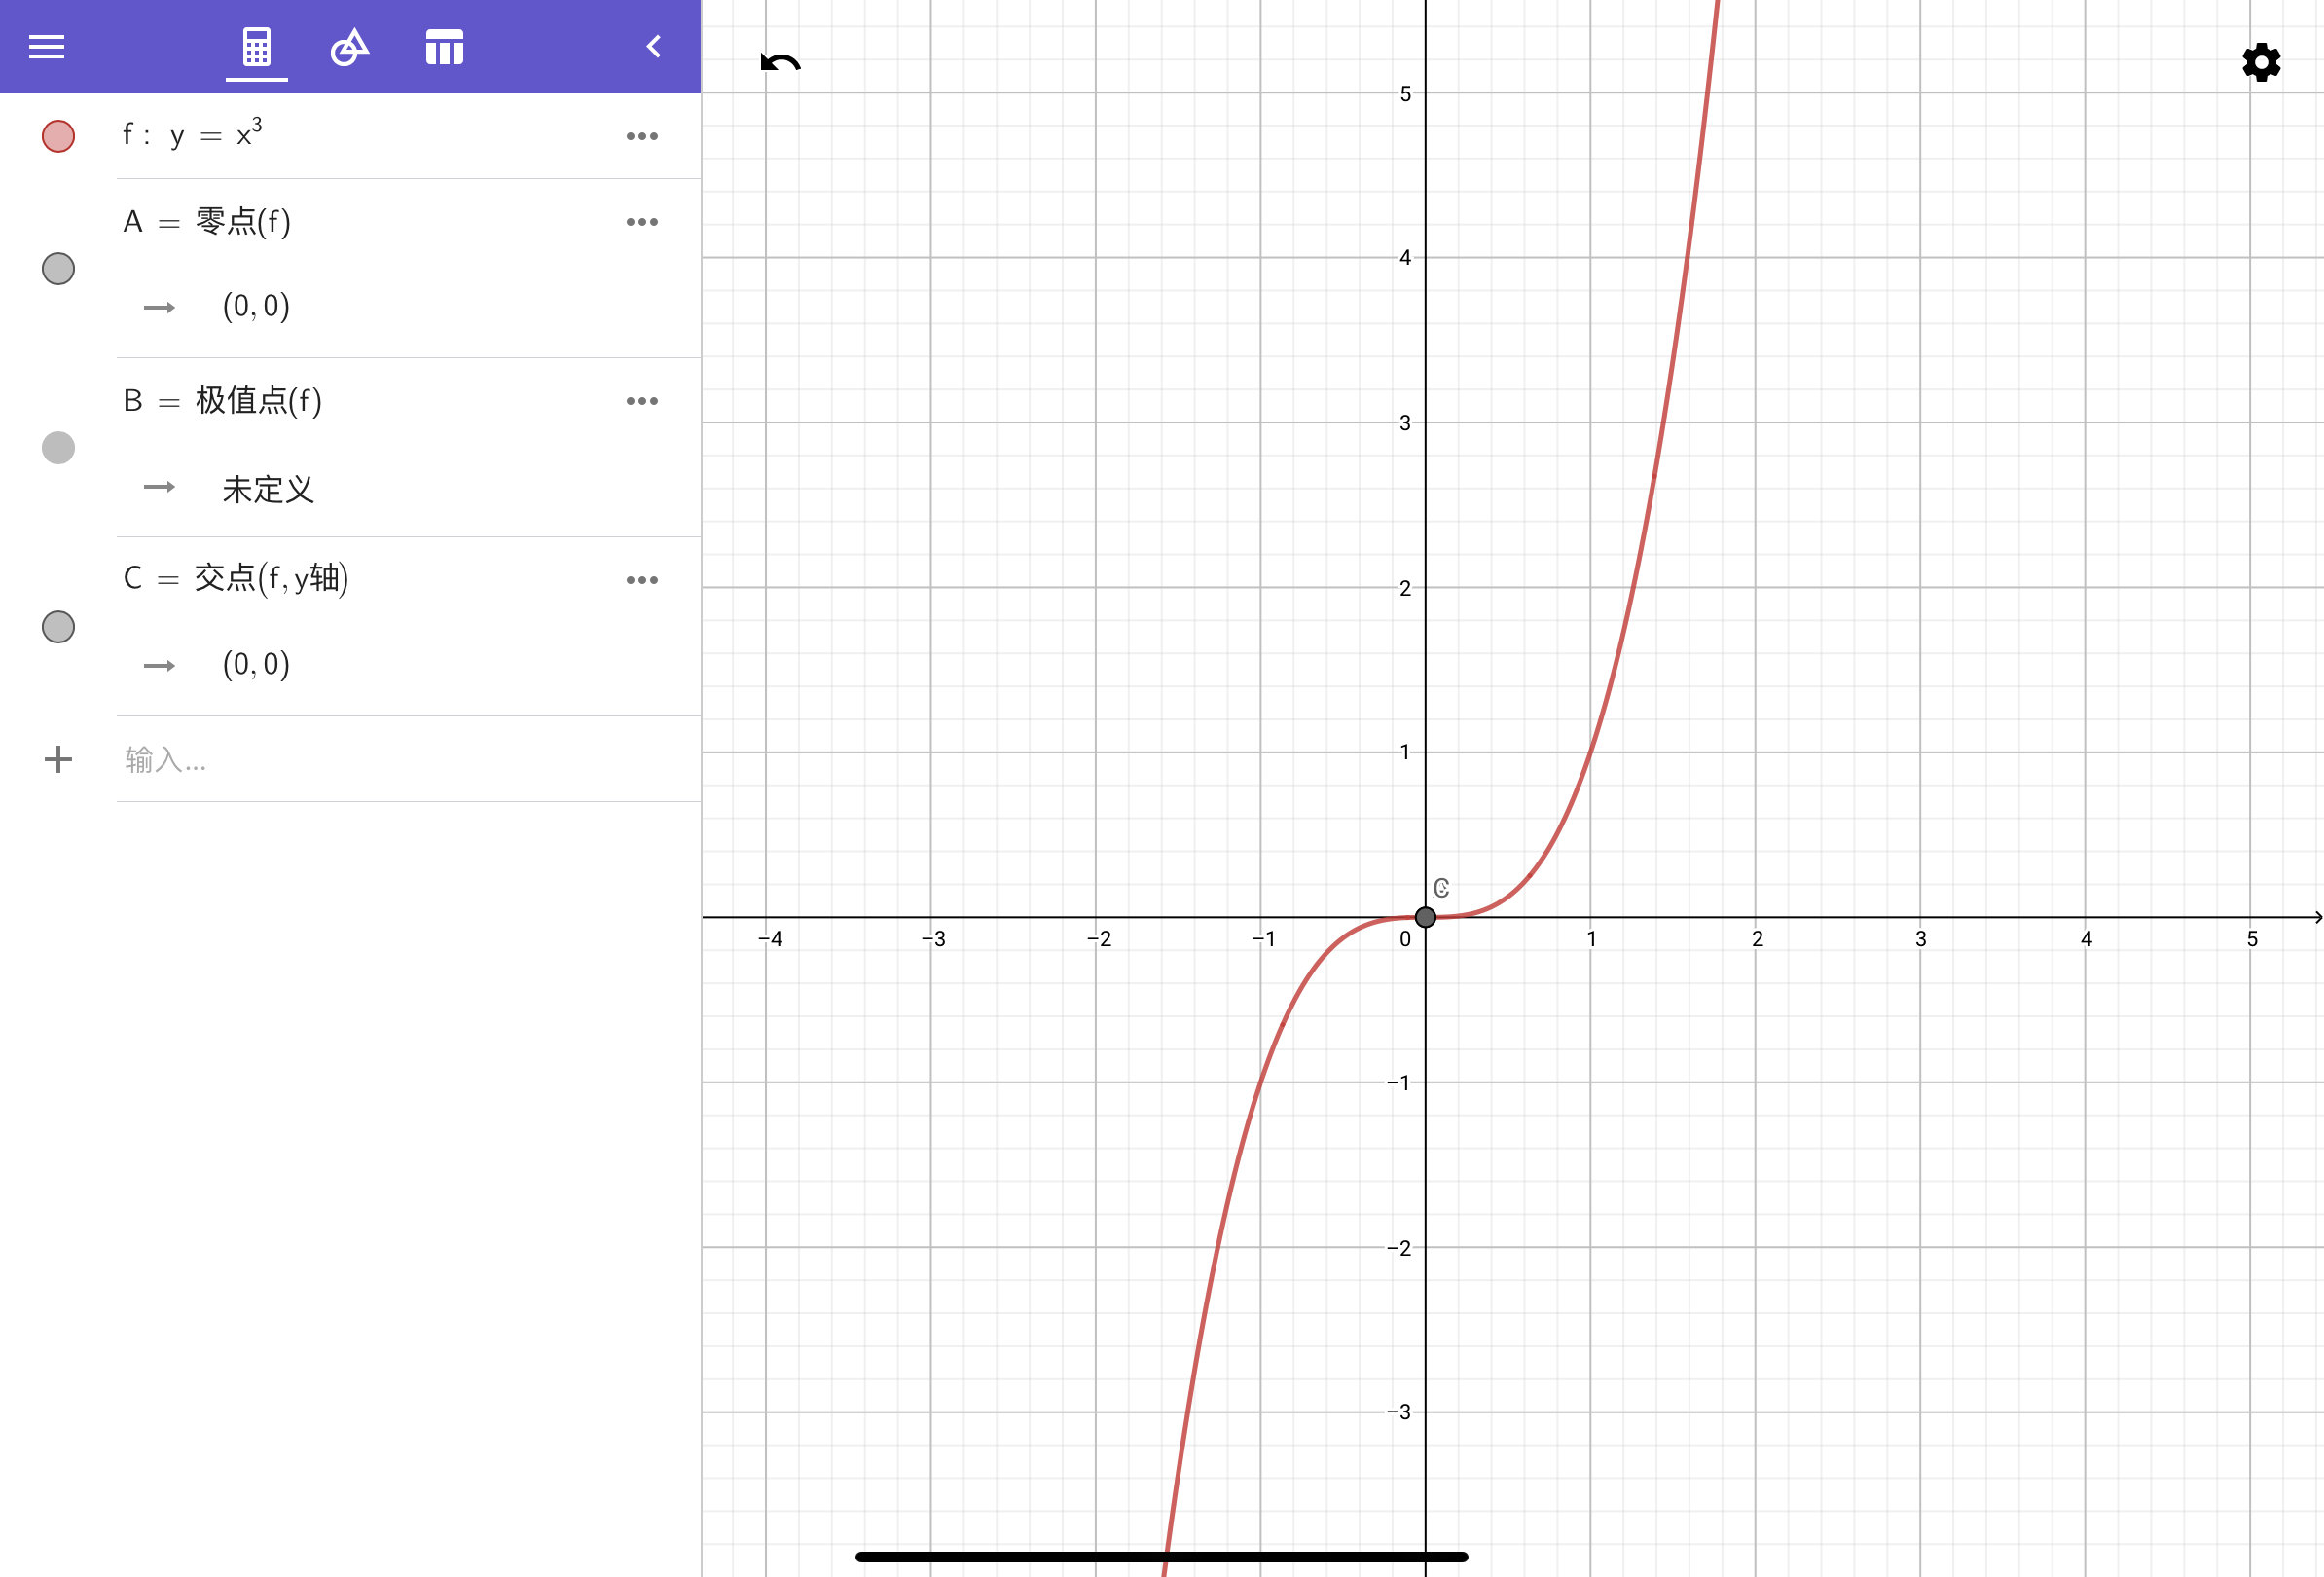 f : y = x³
A = 零点(f)
→ (0, 0)
B = 极值点(f)
→ 未定义
C = 交点(f, y轴)
→ (0, 0)
+ 输入...
5
4
3
2
1
C
−4 −3 −2 −1 0 1 2 3 4 5
−1
−2
−3